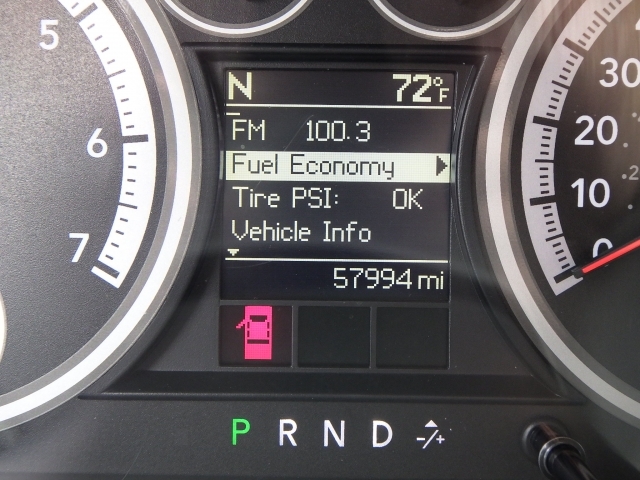 5
6
7
N 72°F
FM 100.3
Fuel Economy
Tire PSI: OK
Vehicle Info
57994 mi
30
20
10
0
P R N D -/+